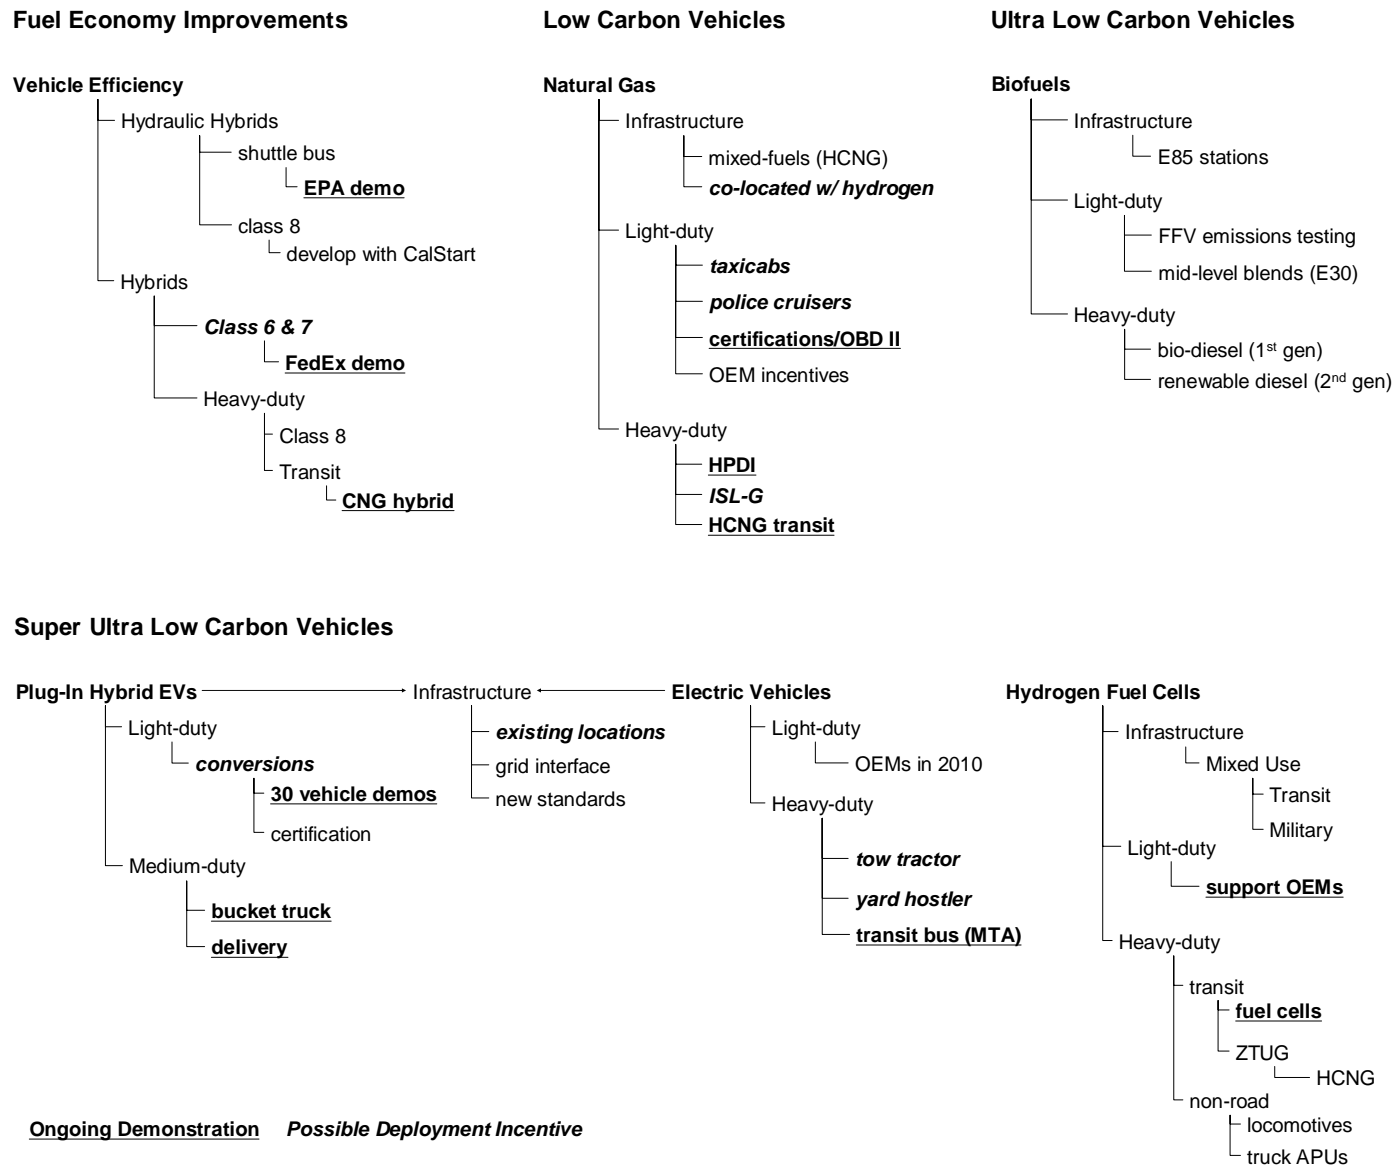 Fuel Economy Improvements
Vehicle Efficiency
Hydraulic Hybrids
shuttle bus
EPA demo
class 8
develop with CalStart
Hybrids
Class 6 & 7
FedEx demo
Heavy-duty
Class 8
Transit
CNG hybrid
Low Carbon Vehicles
Natural Gas
Infrastructure
mixed-fuels (HCNG)
co-located w/ hydrogen
Light-duty
taxicabs
police cruisers
certifications/OBD II
OEM incentives
Heavy-duty
HPDI
ISL-G
HCNG transit
Ultra Low Carbon Vehicles
Biofuels
Infrastructure
E85 stations
Light-duty
FFV emissions testing
mid-level blends (E30)
Heavy-duty
bio-diesel (1st gen)
renewable diesel (2nd gen)
Super Ultra Low Carbon Vehicles
Plug-In Hybrid EVs
Light-duty
conversions
30 vehicle demos
certification
Medium-duty
bucket truck
delivery
Infrastructure
existing locations
grid interface
new standards
Electric Vehicles
Light-duty
OEMs in 2010
Heavy-duty
tow tractor
yard hostler
transit bus (MTA)
Hydrogen Fuel Cells
Infrastructure
Mixed Use
Transit
Military
Light-duty
support OEMs
Heavy-duty
transit
fuel cells
ZTUG
HCNG
non-road
locomotives
truck APUs
Ongoing Demonstration Possible Deployment Incentive